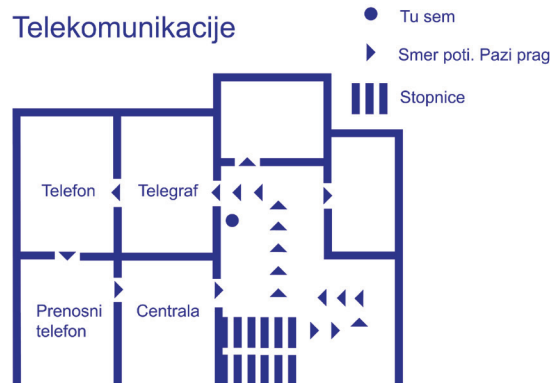 Telekomunikacije
Tu sem
Smer poti. Pazi prag
Stopnice
Telefon
Telegraf
Prenosni
telefon
Centrala